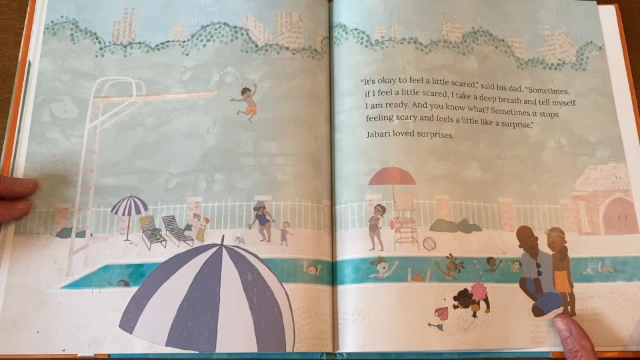 "It's okay to feel a little scared," said his dad. "Sometimes,
if I feel a little scared, I take a deep breath and tell myself
I am ready. And you know what? Sometimes it stops
feeling scary and feels a little like a surprise."
Jabari loved surprises.